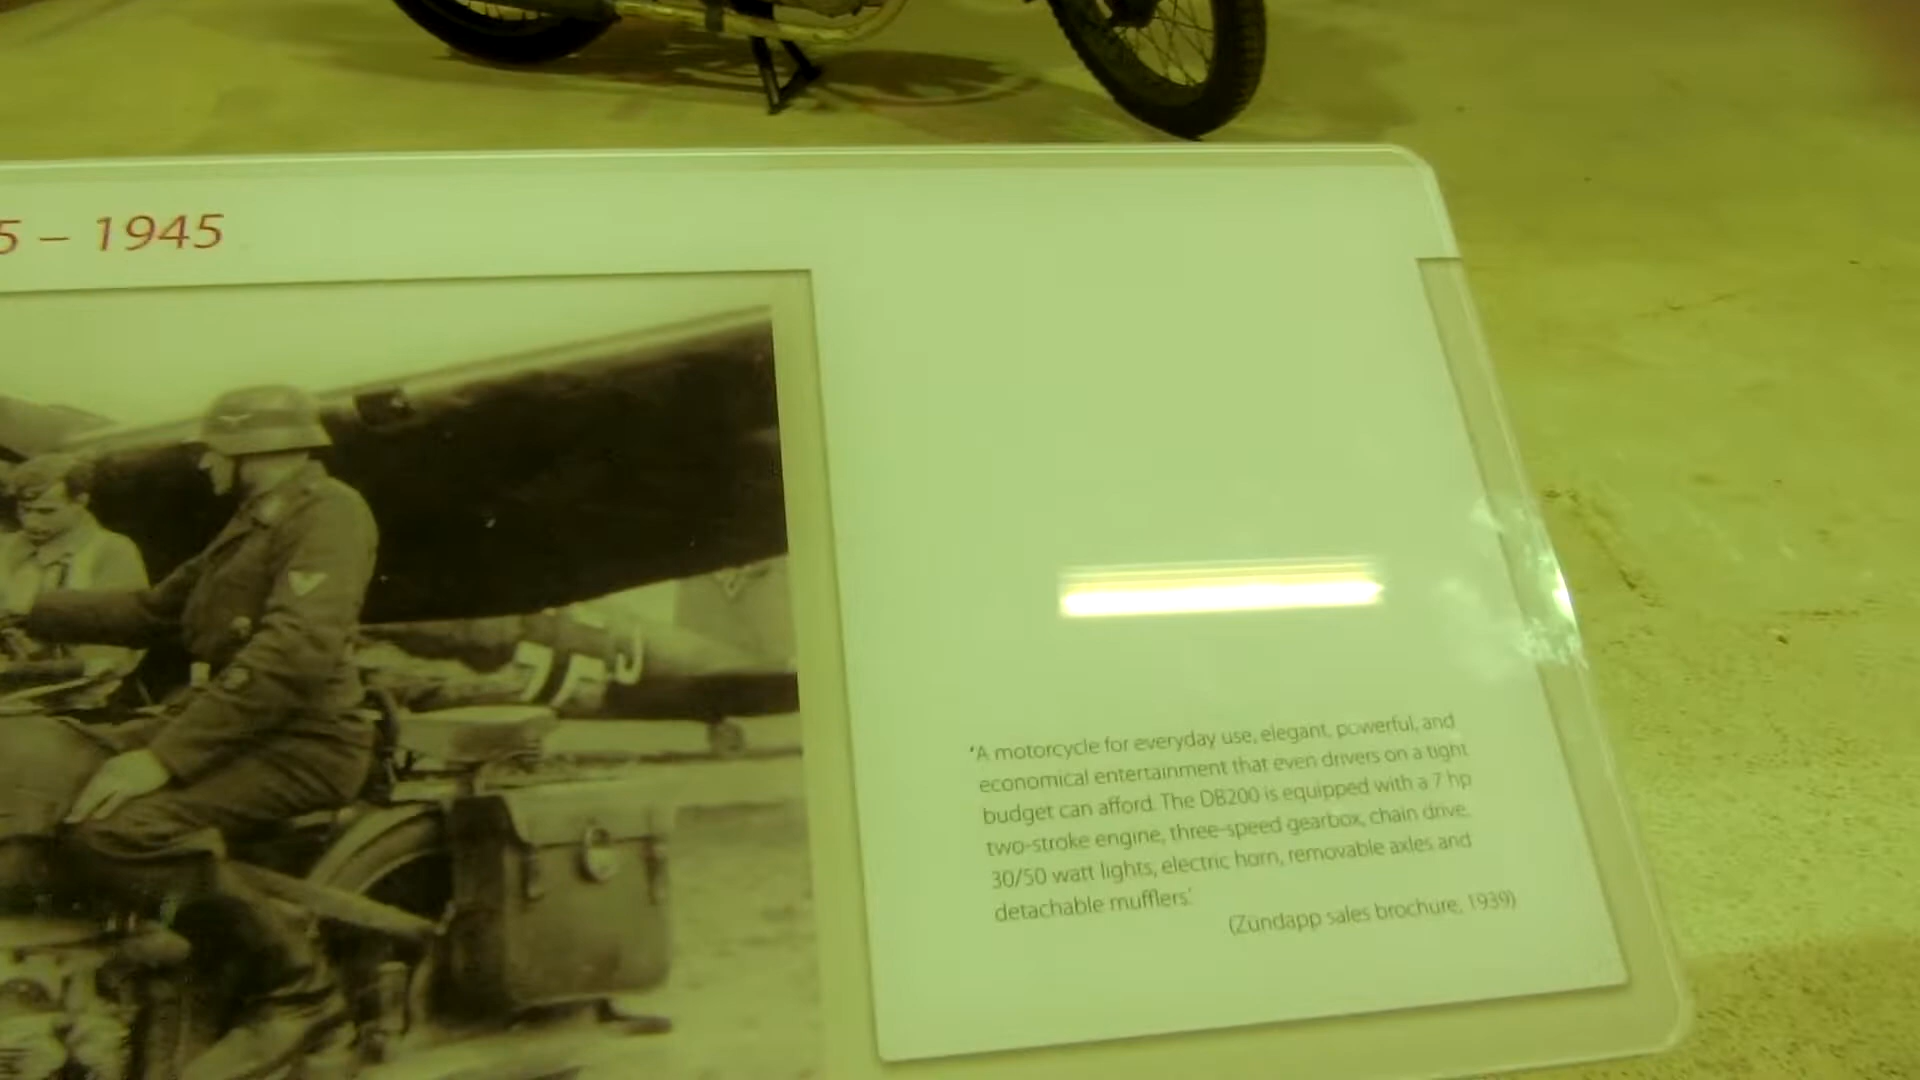 5 – 1945
'A motorcycle for everyday use, elegant, powerful, and
economical entertainment that even drivers on a tight
budget can afford. The DB200 is equipped with a 7 hp
two-stroke engine, three-speed gearbox, chain drive,
30/50 watt lights, electric horn, removable axles and
detachable mufflers.'
(Zündapp sales brochure, 1939)